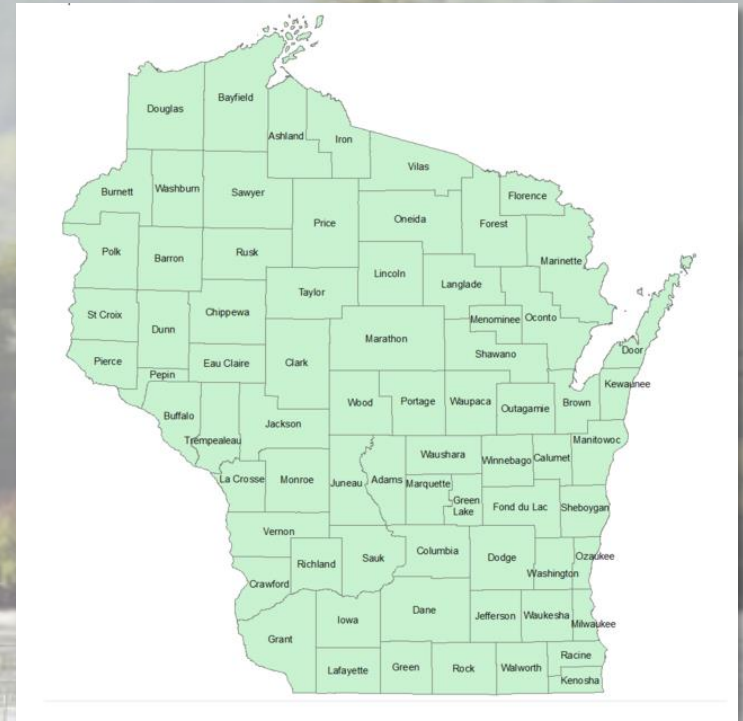 Douglas
Bayfield
Ashland
Iron
Vilas
Burnett
Washburn
Sawyer
Price
Oneida
Forest
Florence
Marinette
Polk
Barron
Rusk
Lincoln
Langlade
Taylor
St Croix
Dunn
Chippewa
Menominee
Oconto
Marathon
Shawano
Door
Pierce
Pepin
Eau Claire
Clark
Kewaunee
Buffalo
Trempealeau
Jackson
Wood
Portage
Waupaca
Outagamie
Brown
Manitowoc
La Crosse
Monroe
Juneau
Adams
Waushara
Marquette
Green
Lake
Winnebago
Calumet
Fond du Lac
Sheboygan
Vernon
Richland
Sauk
Columbia
Dodge
Washington
Ozaukee
Crawford
Grant
Iowa
Dane
Jefferson
Waukesha
Milwaukee
Lafayette
Green
Rock
Walworth
Racine
Kenosha